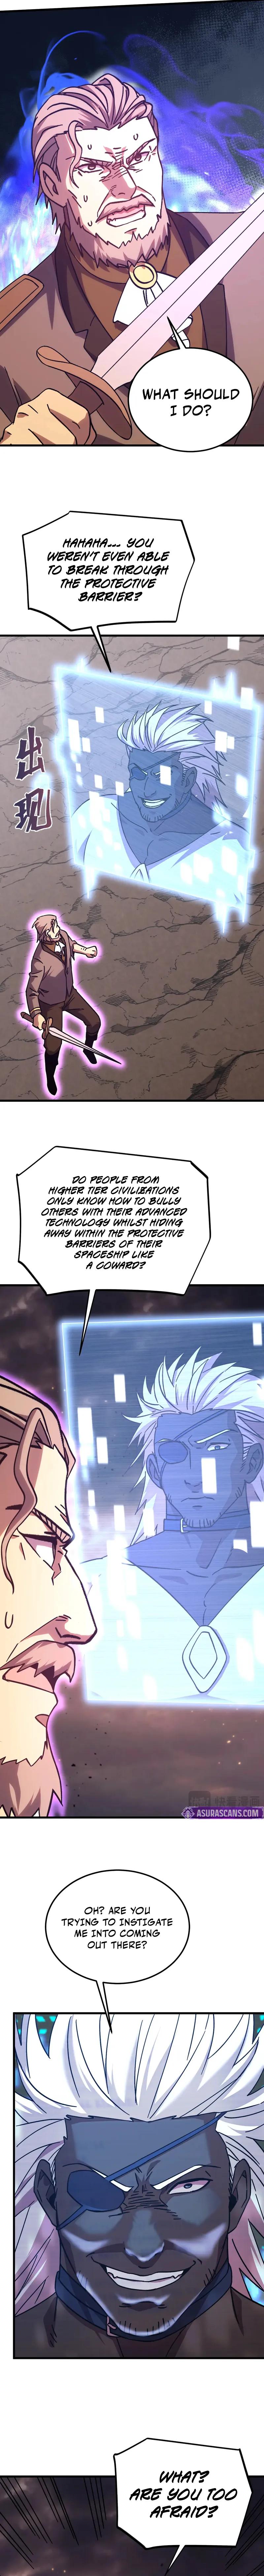 WHAT SHOULD
I DO?
HAHAHA... YOU
WEREN'T EVEN ABLE
TO BREAK THROUGH
THE PROTECTIVE
BARRIER?
出
现
DO PEOPLE FROM
HIGHER TIER CIVILIZATIONS
ONLY KNOW HOW TO BULLY
OTHERS WITH THEIR ADVANCED
TECHNOLOGY WHILST HIDING
AWAY WITHIN THE PROTECTIVE
BARRIERS OF THEIR
SPACESHIP LIKE
A COWARD?
ASURASCANS.COM
OH? ARE YOU
TRYING TO INSTIGATE
ME INTO COMING
OUT THERE?
WHAT?
ARE YOU TOO
AFRAID?